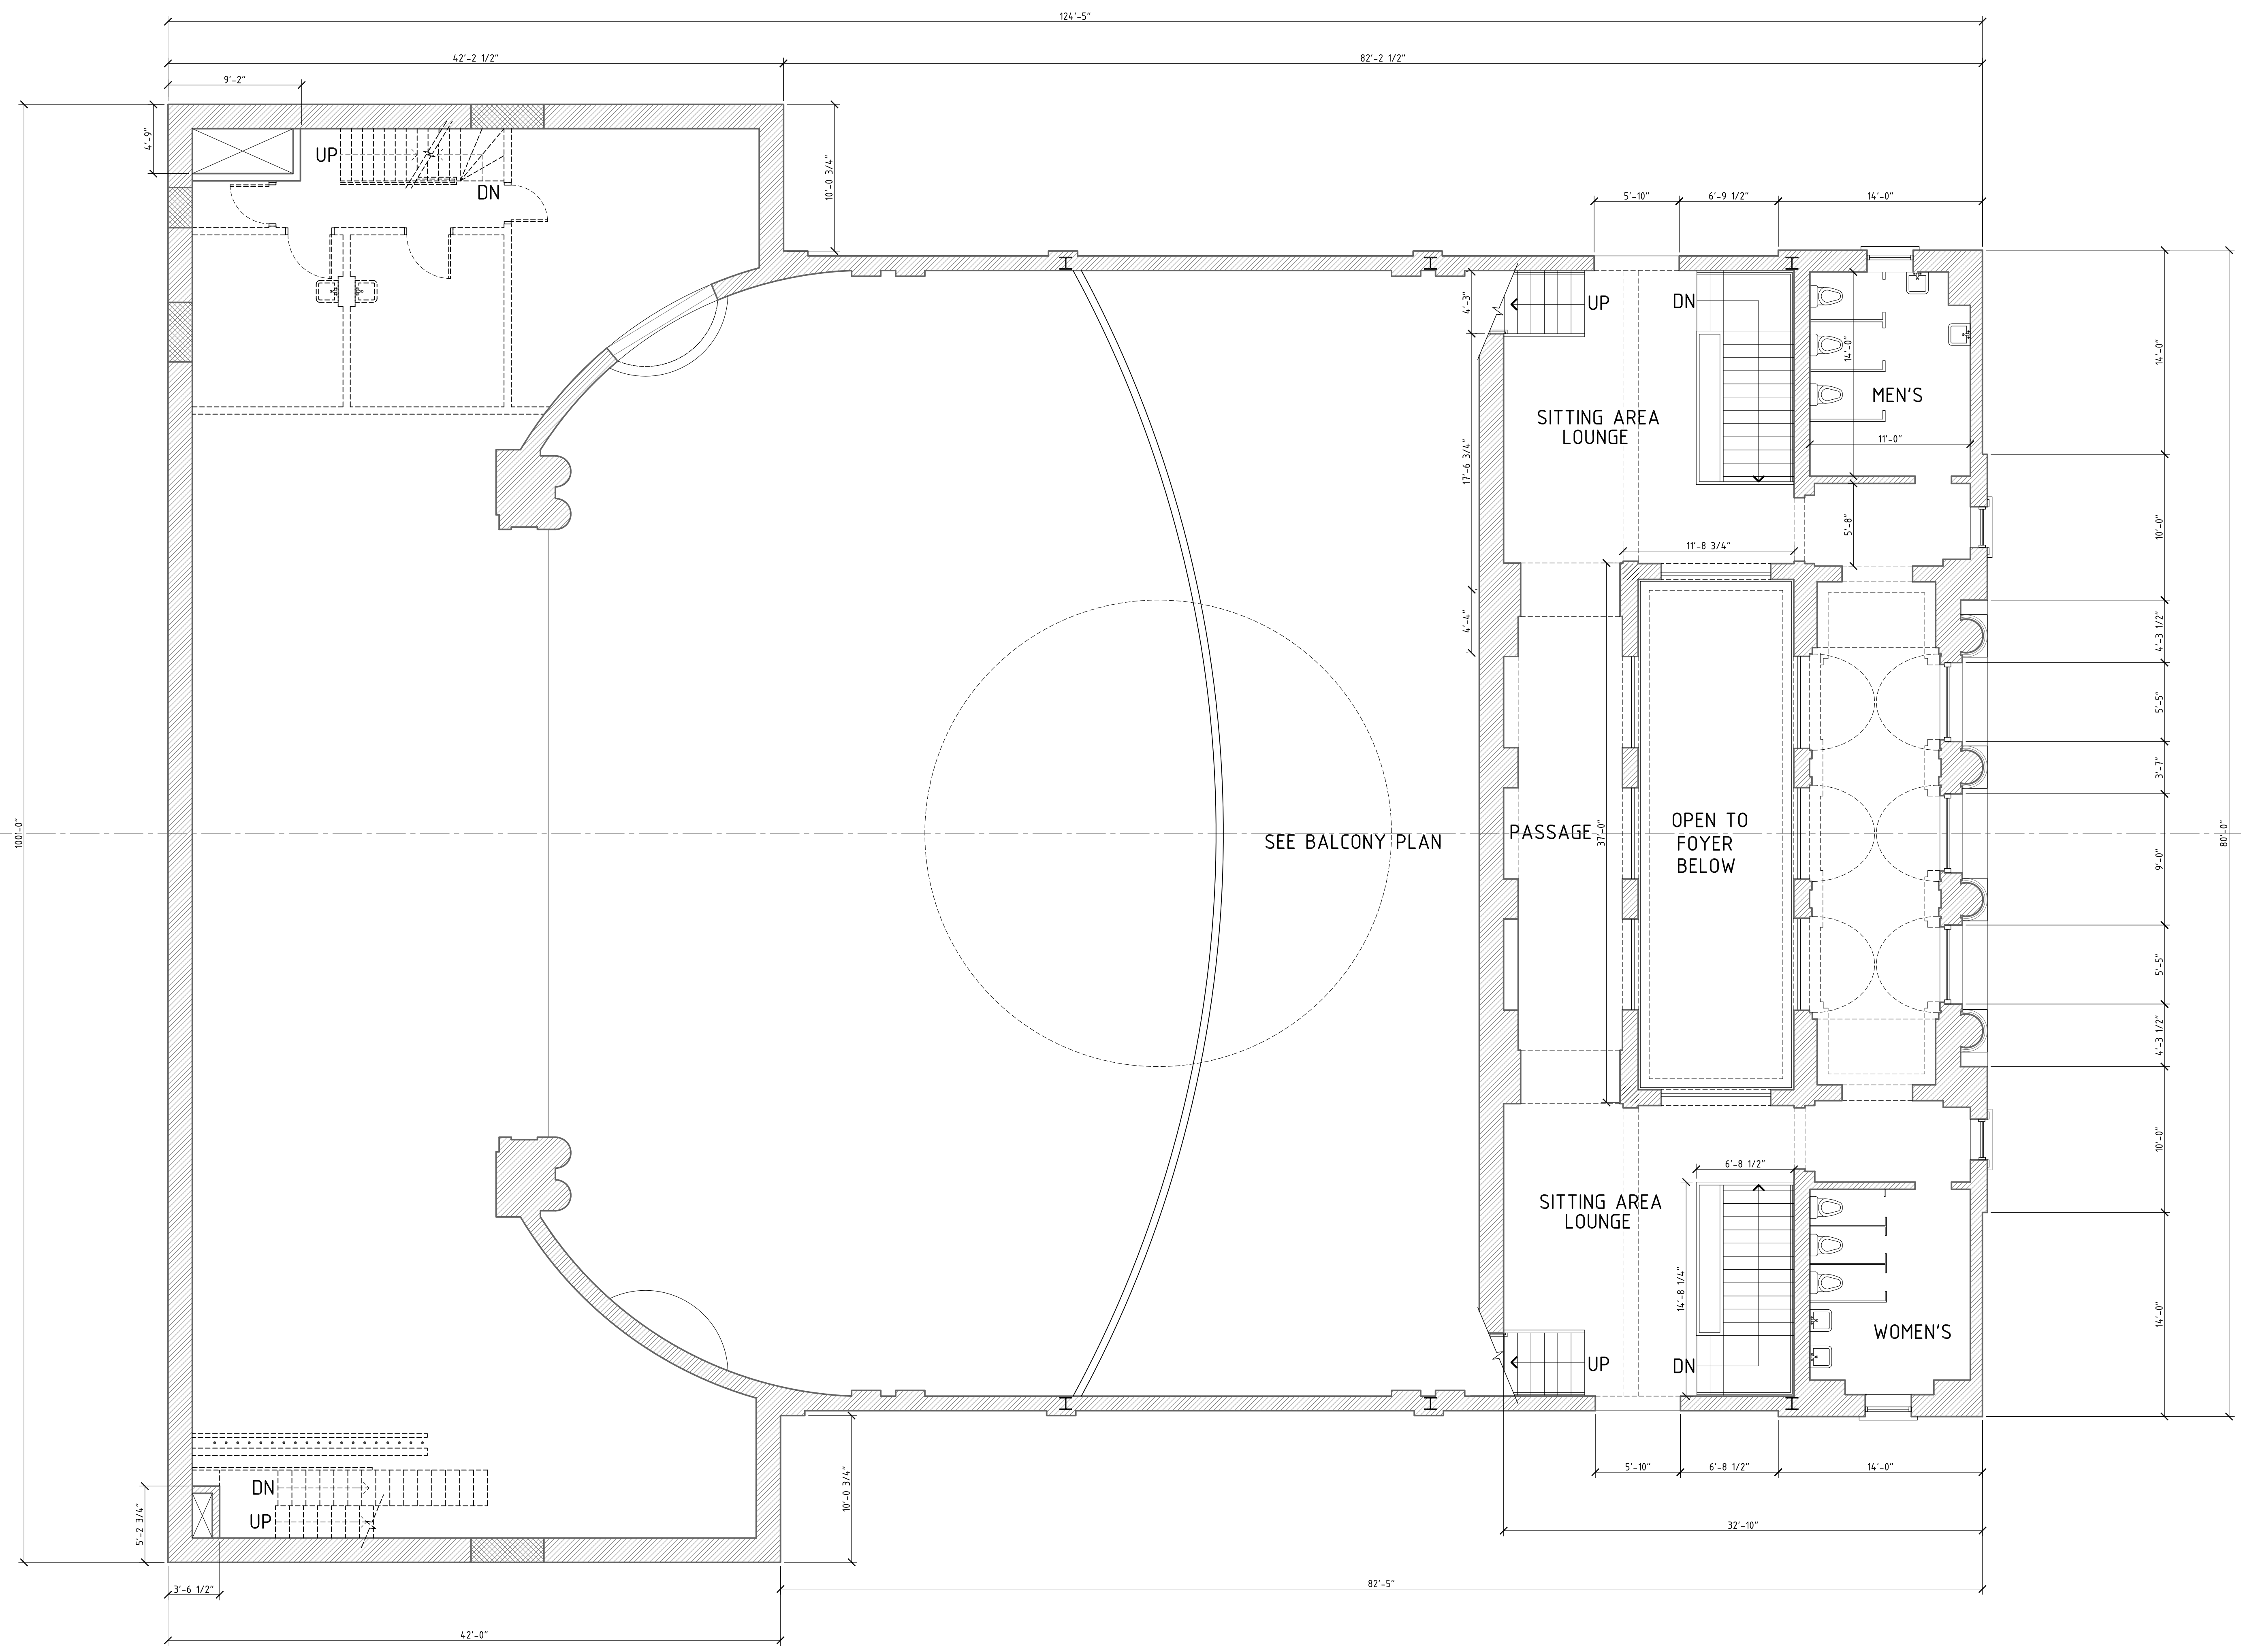 124'-5"
42'-2 1/2"
82'-2 1/2"
9'-2"
4'-9"
UP
DN
10'-0 3/4"
5'-10"
6'-9 1/2"
14'-0"
4'-3"
UP
DN
14'-0"
14'-0"
MEN'S
SITTING AREA
LOUNGE
11'-0"
17'-6 3/4"
5'-8"
10'-0"
11'-8 3/4"
4'-4"
4'-3 1/2"
5'-5"
3'-7"
100'-0"
SEE BALCONY PLAN
PASSAGE
37'-0"
OPEN TO
FOYER
BELOW
9'-0"
80'-0"
5'-5"
4'-3 1/2"
10'-0"
6'-8 1/2"
SITTING AREA
LOUNGE
14'-8 1/4"
14'-0"
WOMEN'S
UP
DN
DN
UP
5'-2 3/4"
10'-0 3/4"
5'-10"
6'-8 1/2"
14'-0"
32'-10"
3'-6 1/2"
82'-5"
42'-0"